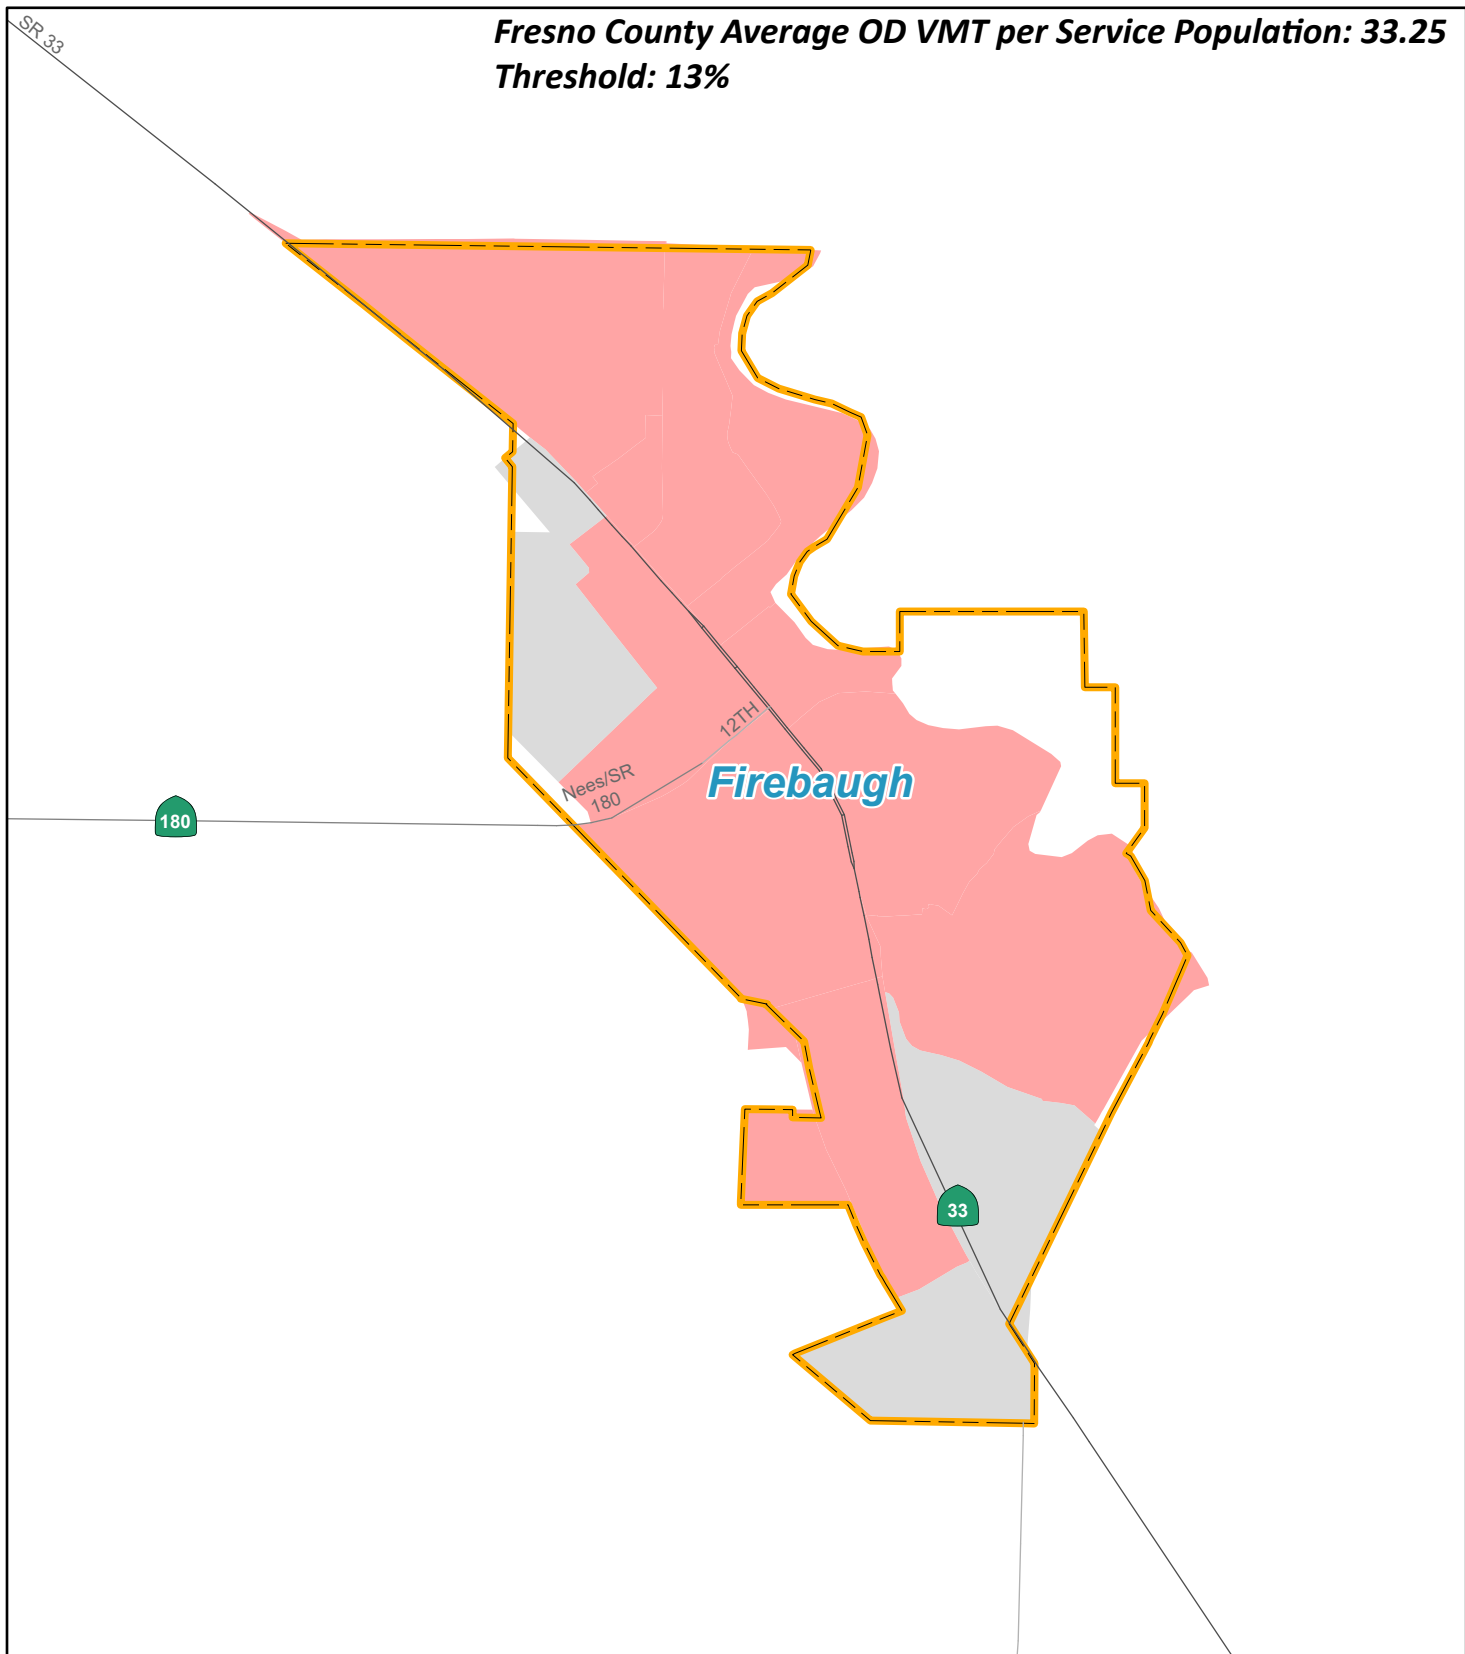 Fresno County Average OD VMT per Service Population: 33.25
Threshold: 13%
SR 33
12TH
Nees/SR
180
Firebaugh
180
33